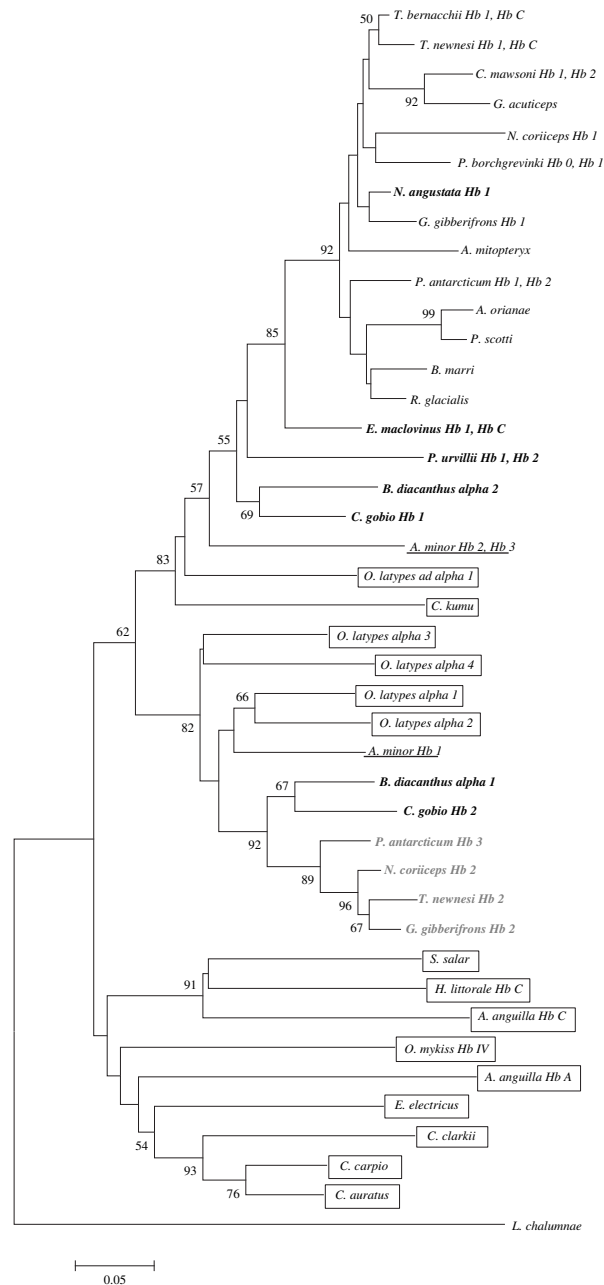 50
T. bernacchii Hb 1, Hb C
T. newnesi Hb 1, Hb C
C. mawsoni Hb 1, Hb 2
92
G. acuticeps
N. coriiceps Hb 1
P. borchgrevinki Hb 0, Hb 1
N. angustata Hb 1
G. gibberifrons Hb 1
92
A. mitopteryx
P. antarcticum Hb 1, Hb 2
99
A. orianae
P. scotti
85
B. marri
R. glacialis
E. maclovinus Hb 1, Hb C
55
P. urvillii Hb 1, Hb 2
57
B. diacanthus alpha 2
69
C. gobio Hb 1
A. minor Hb 2, Hb 3
83
O. latypes ad alpha 1
C. kumu
62
O. latypes alpha 3
O. latypes alpha 4
66
O. latypes alpha 1
82
O. latypes alpha 2
A. minor Hb 1
67
B. diacanthus alpha 1
C. gobio Hb 2
92
P. antarcticum Hb 3
89
N. coriiceps Hb 2
96
T. newnesi Hb 2
67
G. gibberifrons Hb 2
S. salar
91
H. littorale Hb C
A. anguilla Hb C
O. mykiss Hb IV
A. anguilla Hb A
E. electricus
54
C. clarkii
93
C. carpio
76
C. auratus
L. chalumnae
0.05